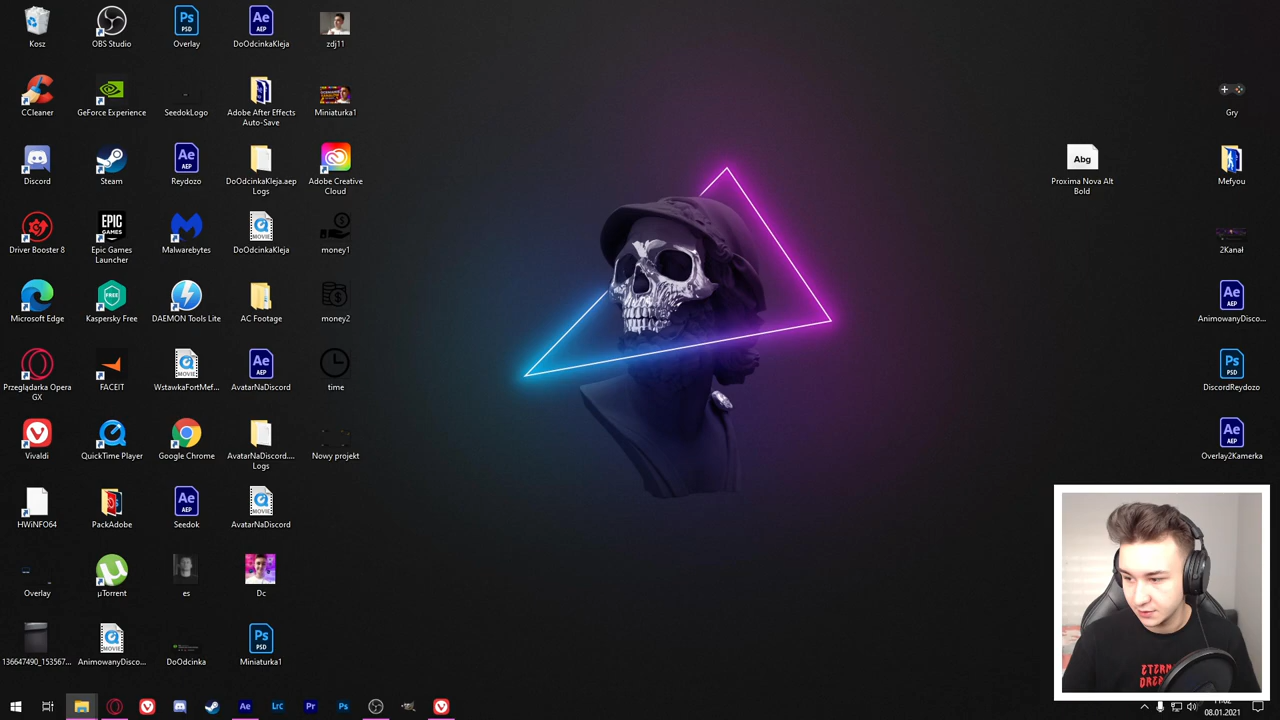 Kosz
OBS Studio
Overlay
DoOdcinkaKleja
zdj11
CCleaner
GeForce Experience
SeedokLogo
Adobe After Effects
Auto-Save
Miniaturka1
Gry
Discord
Steam
Reydozo
DoOdcinkaKleja.aep
Logs
Adobe Creative
Cloud
Abg
Proxima Nova Alt
Bold
Mefyou
Driver Booster 8
Epic Games
Launcher
Malwarebytes
DoOdcinkaKleja
money1
2Kanał
Microsoft Edge
Kaspersky Free
DAEMON Tools Lite
AC Footage
money2
AnimowanyDisco...
Przeglądarka Opera
GX
FACEIT
WstawkaFortMef...
AvatarNaDiscord
time
DiscordReydozo
Vivaldi
QuickTime Player
Google Chrome
AvatarNaDiscord....
Logs
Nowy projekt
Overlay2Kamerka
HWiNFO64
PackAdobe
Seedok
AvatarNaDiscord
Overlay
µTorrent
es
Dc
136647490_153567...
AnimowanyDisco...
DoOdcinka
Miniaturka1
08.01.2021